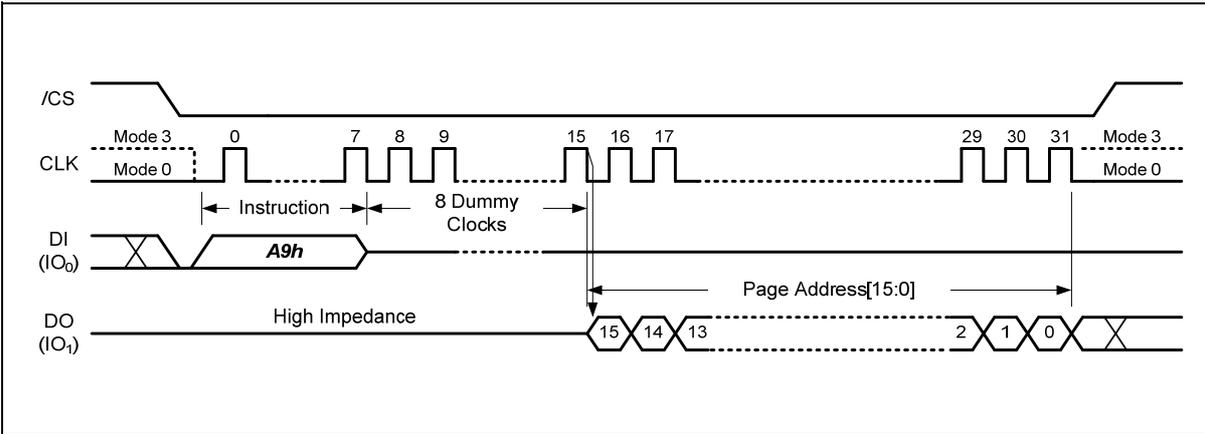 /CS
Mode 3 0 7 8 9 15 16 17 29 30 31 Mode 3
CLK
Mode 0 Mode 0
Instruction 8 Dummy
Clocks
DI
(IO₀)
A9h
Page Address[15:0]
High Impedance
DO
(IO₁)
15 14 13 2 1 0